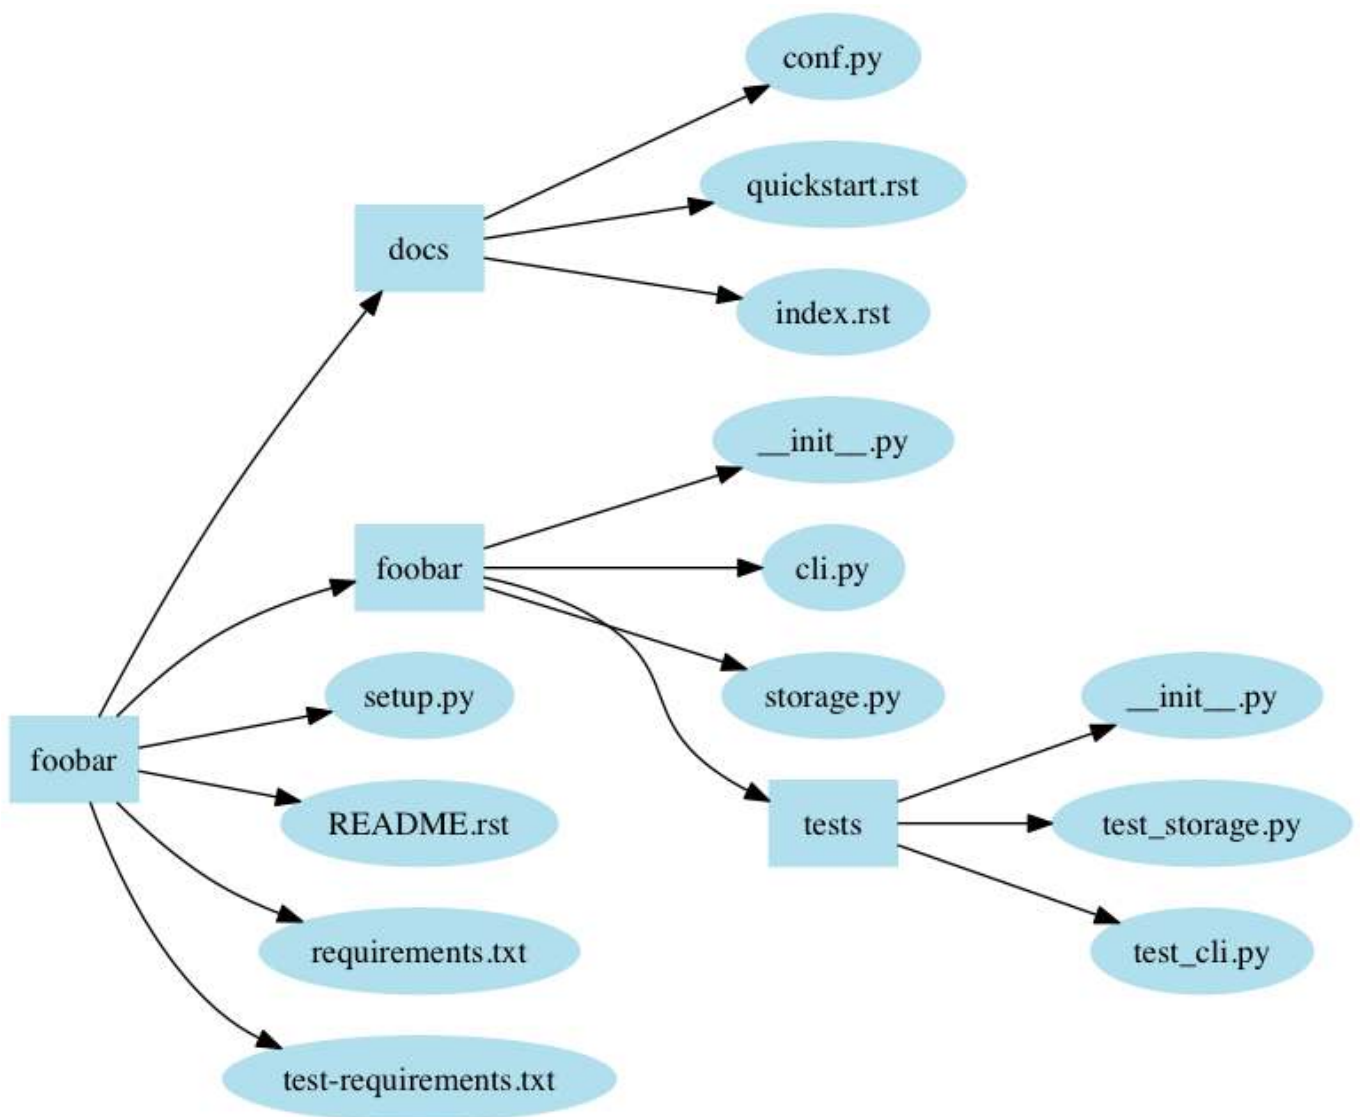 conf.py
quickstart.rst
docs
index.rst
__init__.py
foobar
cli.py
setup.py
storage.py
__init__.py
foobar
README.rst
tests
test_storage.py
requirements.txt
test_cli.py
test-requirements.txt